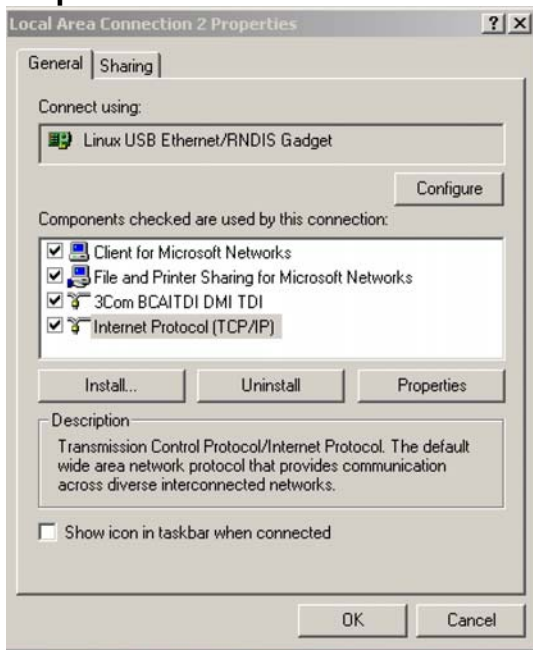 Local Area Connection 2 Properties
General
Sharing
Connect using:
Linux USB Ethernet/RNDIS Gadget
Configure
Components checked are used by this connection:
Client for Microsoft Networks
File and Printer Sharing for Microsoft Networks
3Com BCAITDI DMI TDI
Internet Protocol (TCP/IP)
Install...
Uninstall
Properties
Description
Transmission Control Protocol/Internet Protocol. The default
wide area network protocol that provides communication
across diverse interconnected networks.
Show icon in taskbar when connected
OK
Cancel